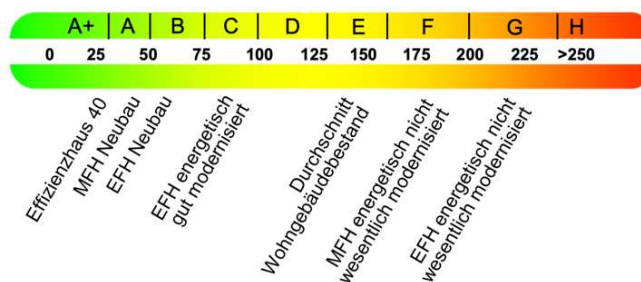 A+ A B C D E F G H
0 25 50 75 100 125 150 175 200 225 >250
Effizienzhaus 40
MFH Neubau
EFH Neubau
EFH energetisch
gut modernisiert
Durchschnitt
Wohngebäudebestand
MFH energetisch nicht
wesentlich modernisiert
EFH energetisch nicht
wesentlich modernisiert